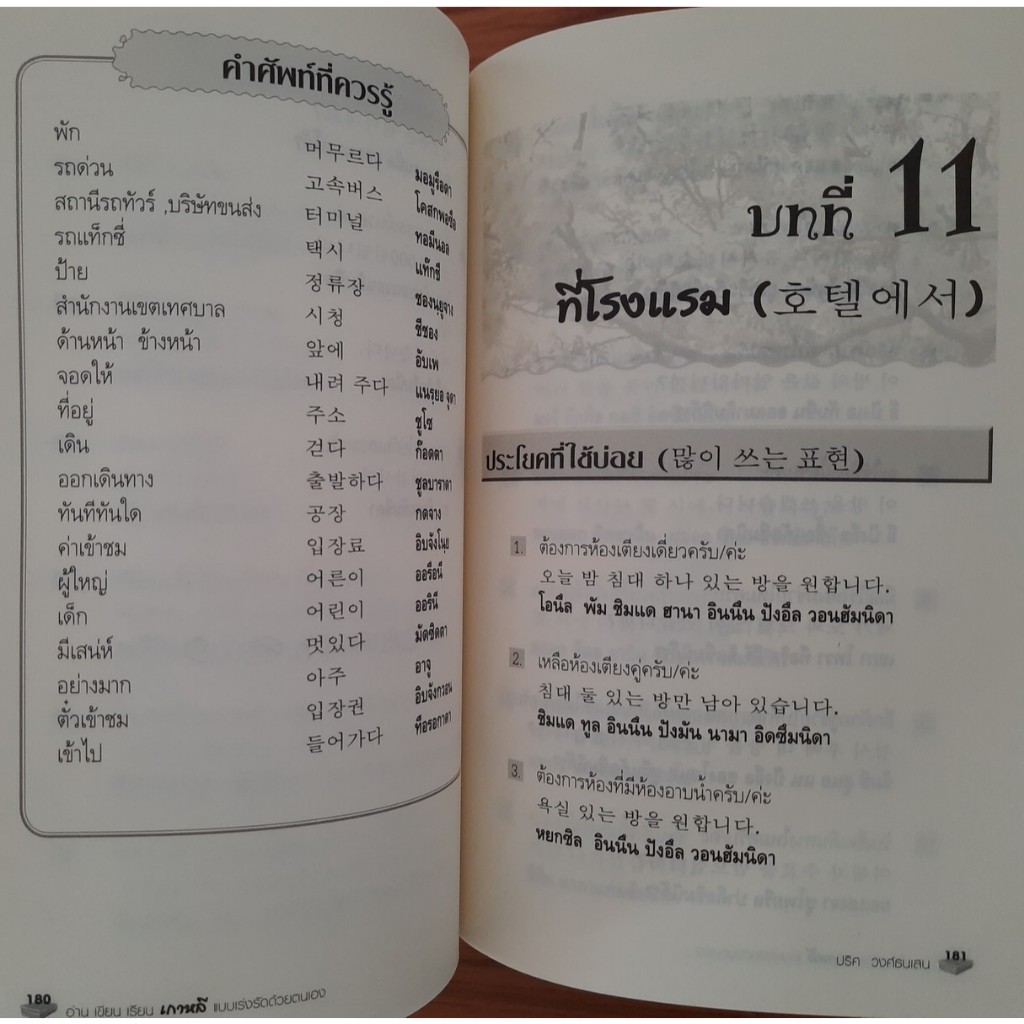 คำศัพท์ที่ควรรู้
พัก 머무르다 มอมูรือดา
รถด่วน 고속버스 โคสกพอซือ
สถานีรถทัวร์ ,บริษัทขนส่ง 터미널 ทอมีนอล
รถแท็กซี่ 택시 แท๊กชี
ป้าย 정류장 ชองนฺยูจาง
สำนักงานเขตเทศบาล 시청 ชีชอง
ด้านหน้า ข้างหน้า 앞에 อับเพ
จอดให้ 내려 주다 แนรฺยอ จุดา
ที่อยู่ 주소 ชูโซ
เดิน 걷다 ก๊อดตา
ออกเดินทาง 출발하다 ชูลบาราดา
ทันทีทันใด 공장 กดจาง
ค่าเข้าชม 입장료 อิบจังโนฺย
ผู้ใหญ่ 어른이 ออรือนี
เด็ก 어린이 ออรินี
มีเสน่ห์ 멋있다 มัดซิดตา
อย่างมาก 아주 อาจู
ตั๋วเข้าชม 입장권 อิบจังกวอน
เข้าไป 들어가다 ทือรอกาดา
180 อ่าน เขียน เรียน เกาหลี แบบเร่งรัดด้วยตนเอง
บทที่ 11
ที่โรงแรม (호텔에서)
ประโยคที่ใช้บ่อย (많이 쓰는 표현)
1. ต้องการห้องเตียงเดี่ยวครับ/ค่ะ
오늘 밤 침대 하나 있는 방을 원합니다.
โอนึล พัม ชิมแด ฮานา อินนึน ปังอึล วอนฮัมนิดา
2. เหลือห้องเตียงคู่ครับ/ค่ะ
침대 둘 있는 방만 남아 있습니다.
ชิมแด ทูล อินนึน ปังมัน นามา อิดซึมนิดา
3. ต้องการห้องที่มีห้องอาบน้ำครับ/ค่ะ
욕실 있는 방을 원합니다.
หยกซิล อินนึน ปังอึล วอนฮัมนิดา
ปริศ วงศ์ธนเสน 181